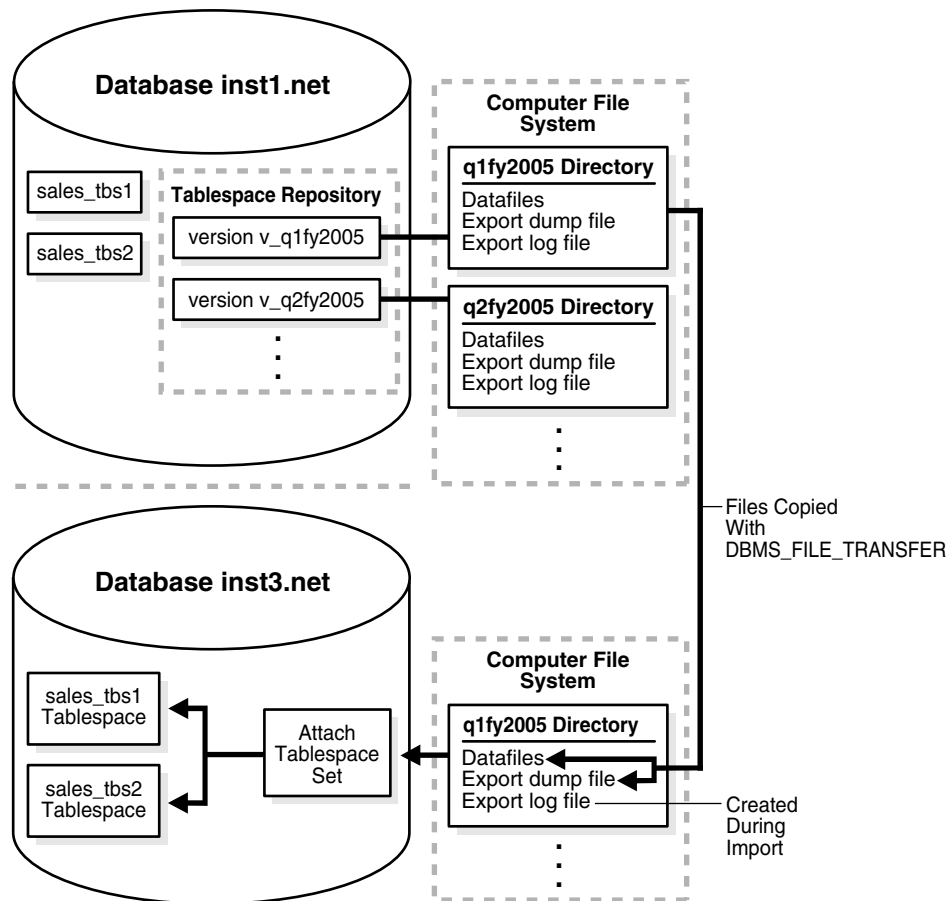 Database inst1.net
sales_tbs1
sales_tbs2
Tablespace Repository
version v_q1fy2005
version v_q2fy2005
Computer File
System
q1fy2005 Directory
Datafiles
Export dump file
Export log file
q2fy2005 Directory
Datafiles
Export dump file
Export log file
Files Copied
With
DBMS_FILE_TRANSFER
Database inst3.net
sales_tbs1
Tablespace
sales_tbs2
Tablespace
Attach
Tablespace
Set
Computer File
System
q1fy2005 Directory
Datafiles
Export dump file
Export log file
Created
During
Import